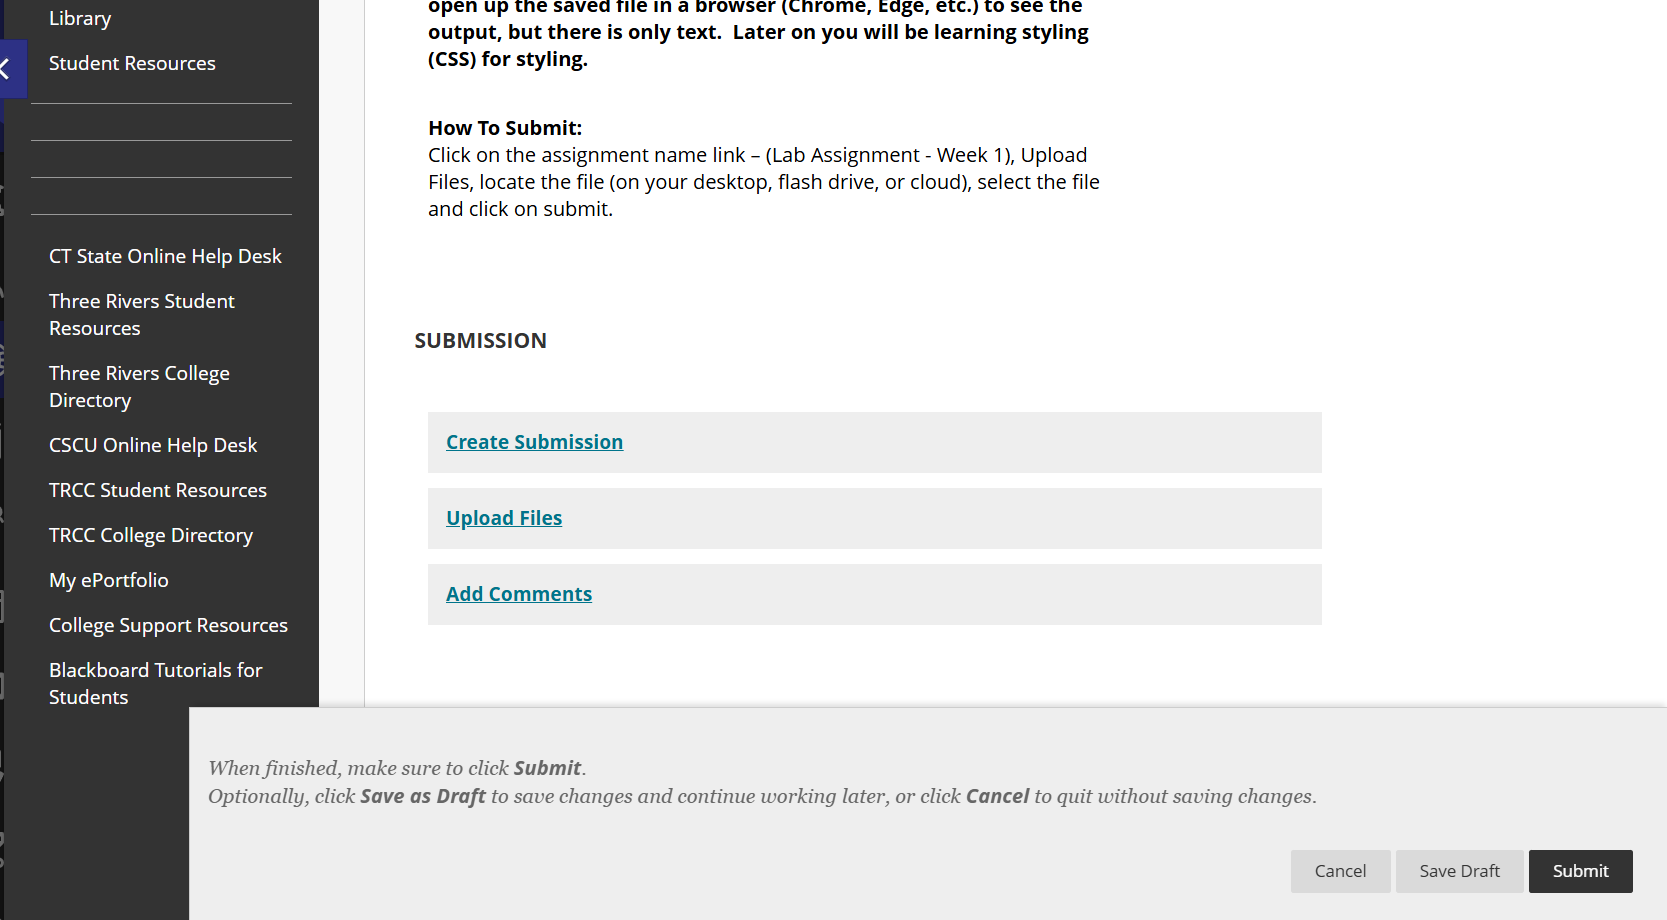 Library
Student Resources
CT State Online Help Desk
Three Rivers Student
Resources
Three Rivers College
Directory
CSCU Online Help Desk
TRCC Student Resources
TRCC College Directory
My ePortfolio
College Support Resources
Blackboard Tutorials for
Students
open up the saved file in a browser (Chrome, Edge, etc.) to see the
output, but there is only text.  Later on you will be learning styling
(CSS) for styling.
How To Submit:
Click on the assignment name link – (Lab Assignment - Week 1), Upload
Files, locate the file (on your desktop, flash drive, or cloud), select the file
and click on submit.
SUBMISSION
Create Submission
Upload Files
Add Comments
When finished, make sure to click Submit.
Optionally, click Save as Draft to save changes and continue working later, or click Cancel to quit without saving changes.
Cancel
Save Draft
Submit